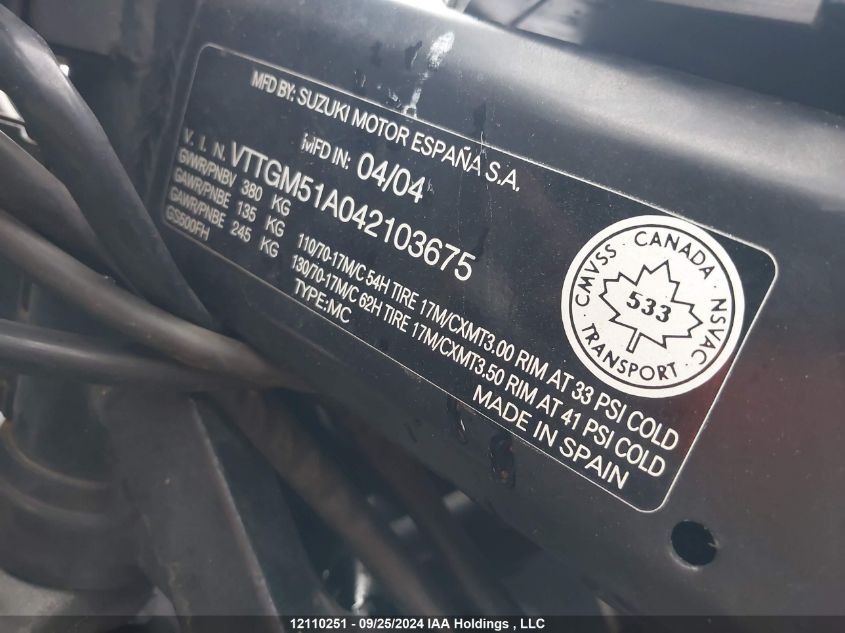 MFD BY: SUZUKI MOTOR ESPAÑA S.A.
MFD IN: 04/04
V. I. N. VTTGM51A042103675
GVWR/PNBV 380 KG
GAWR/PNBE 135 KG 110/70-17M/C 54H TIRE 17M/CXMT3.00 RIM AT 33 PSI COLD
GAWR/PNBE 245 KG 130/70-17M/C 62H TIRE 17M/CXMT3.50 RIM AT 41 PSI COLD
GS500FH TYPE:MC MADE IN SPAIN
CMVSS · CANADA · NSVAC
533
TRANSPORT
12110251 - 09/25/2024 IAA Holdings , LLC